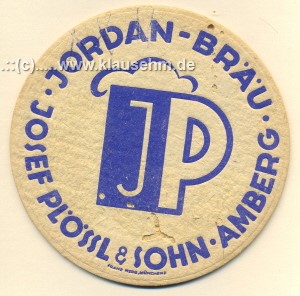 .::(c).... www.klausehm.de
· JORDAN-BRÄU ·
JP
JOSEF PLÖSSL & SOHN · AMBERG